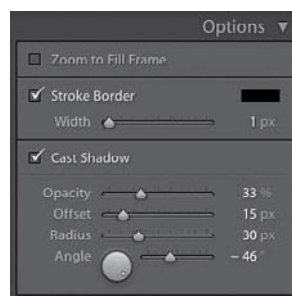 Options ▼
Zoom to Fill Frame
Stroke Border
Width 1 px
Cast Shadow
Opacity 33 %
Offset 15 px
Radius 30 px
Angle – 46 °